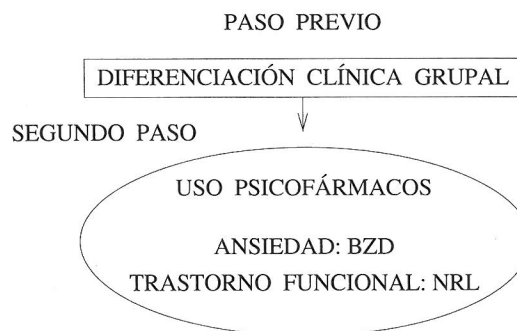 PASO PREVIO
DIFERENCIACIÓN CLÍNICA GRUPAL
SEGUNDO PASO
USO PSICOFÁRMACOS
ANSIEDAD: BZD
TRASTORNO FUNCIONAL: NRL